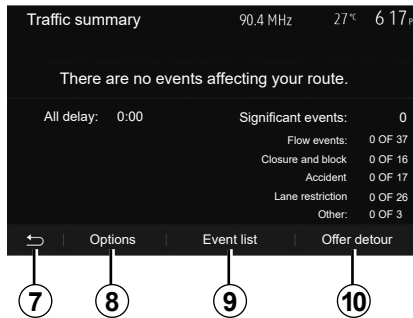 Traffic summary 90.4 MHz 27°C 6 17
There are no events affecting your route.
All delay: 0:00 Significant events: 0
Flow events: 0 OF 37
Closure and block 0 OF 16
Accident 0 OF 17
Lane restriction 0 OF 26
Other: 0 OF 3
Options Event list Offer detour
7 8 9 10